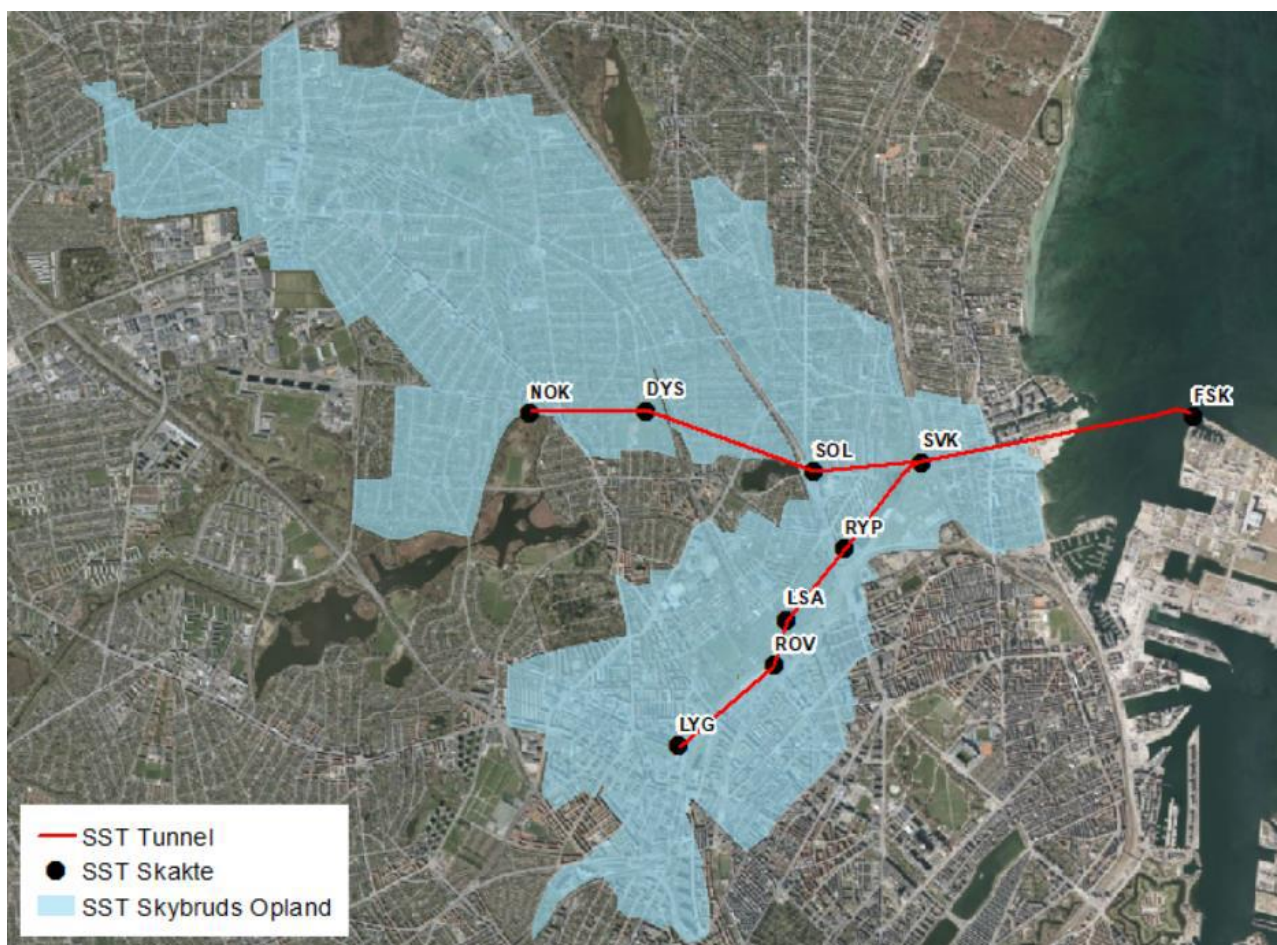 NOK
DYS
FSK
SOL
SVK
RYP
LSA
ROV
LYG
SST Tunnel
SST Skakte
SST Skybruds Opland